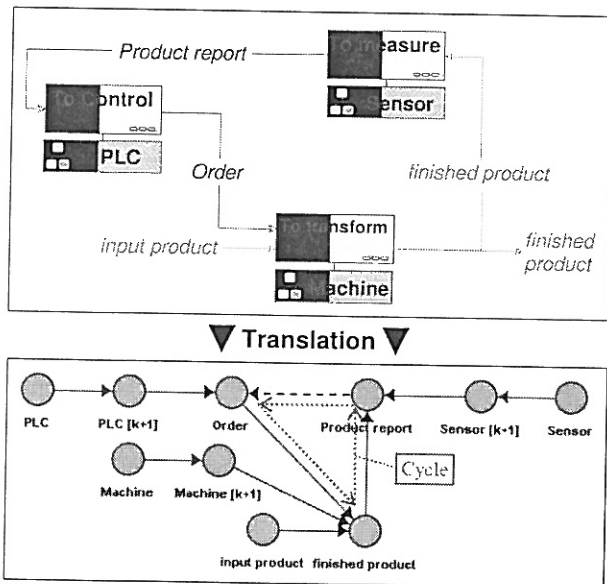 To measure
Product report
To Control
Sensor
PLC
Order
finished product
To transform
input product
finished
product
Machine
Translation
PLC
PLC [k+1]
Order
Product report
Sensor [k+1]
Sensor
Cycle
Machine
Machine [k+1]
input product
finished product